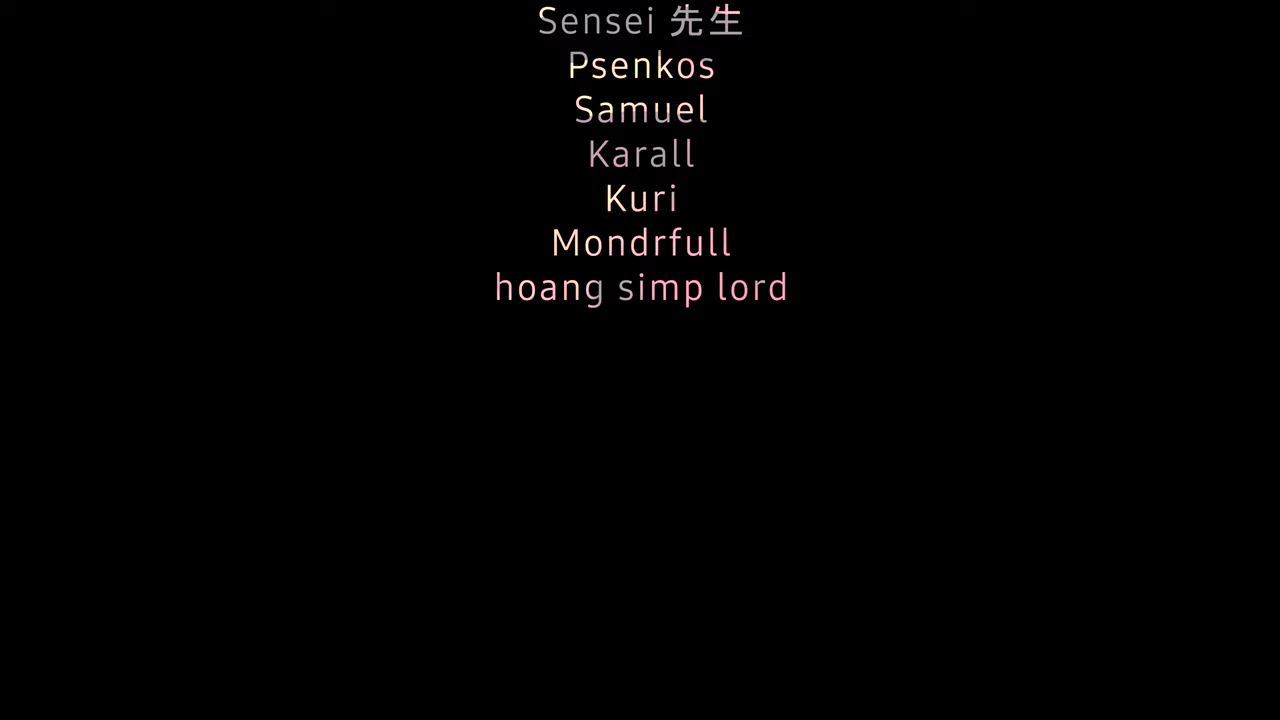 Sensei 先生
Psenkos
Samuel
Karall
Kuri
Mondrfull
hoang simp lord